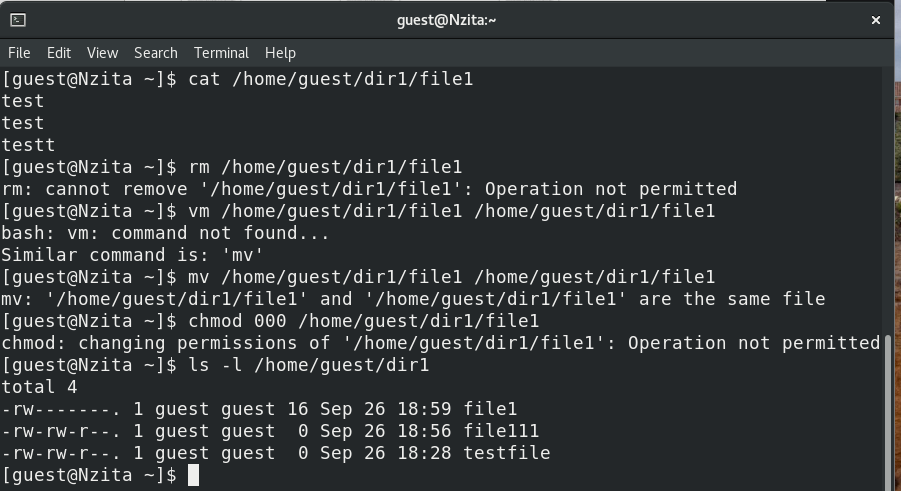 guest@Nzita:~
File Edit View Search Terminal Help
[guest@Nzita ~]$ cat /home/guest/dir1/file1
test
test
testt
[guest@Nzita ~]$ rm /home/guest/dir1/file1
rm: cannot remove '/home/guest/dir1/file1': Operation not permitted
[guest@Nzita ~]$ vm /home/guest/dir1/file1 /home/guest/dir1/file1
bash: vm: command not found...
Similar command is: 'mv'
[guest@Nzita ~]$ mv /home/guest/dir1/file1 /home/guest/dir1/file1
mv: '/home/guest/dir1/file1' and '/home/guest/dir1/file1' are the same file
[guest@Nzita ~]$ chmod 000 /home/guest/dir1/file1
chmod: changing permissions of '/home/guest/dir1/file1': Operation not permitted
[guest@Nzita ~]$ ls -l /home/guest/dir1
total 4
-rw-------. 1 guest guest 16 Sep 26 18:59 file1
-rw-rw-r--. 1 guest guest  0 Sep 26 18:56 file111
-rw-rw-r--. 1 guest guest  0 Sep 26 18:28 testfile
[guest@Nzita ~]$